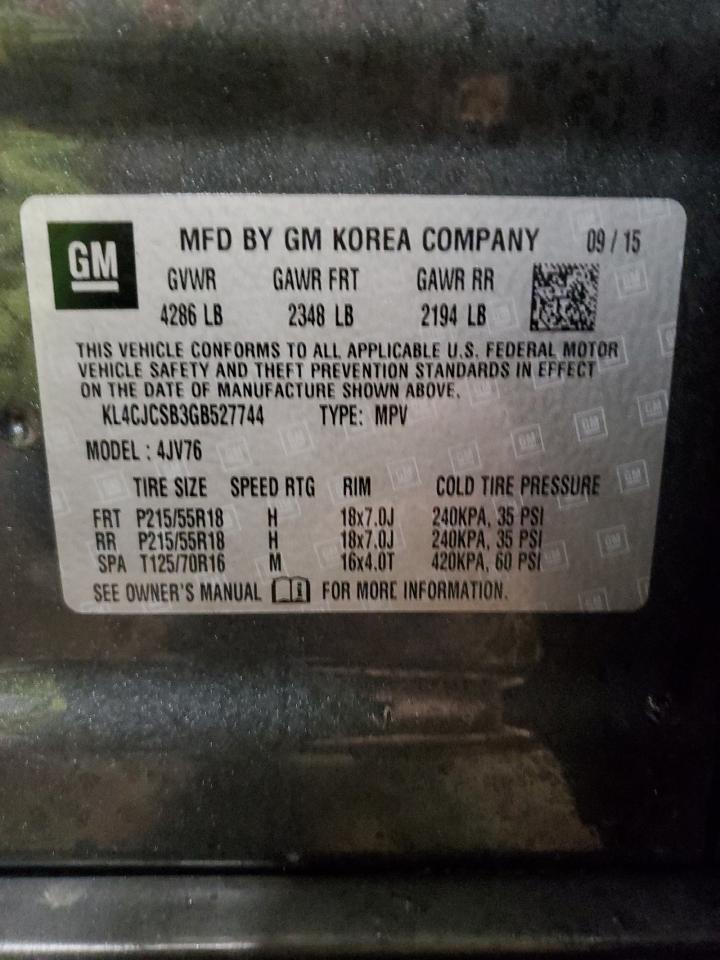 GM
MFD BY GM KOREA COMPANY 09 / 15
GVWR GAWR FRT GAWR RR
4286 LB 2348 LB 2194 LB
THIS VEHICLE CONFORMS TO ALL APPLICABLE U.S. FEDERAL MOTOR
VEHICLE SAFETY AND THEFT PREVENTION STANDARDS IN EFFECT
ON THE DATE OF MANUFACTURE SHOWN ABOVE.
KL4CJCSB3GB527744 TYPE: MPV
MODEL : 4JV76
TIRE SIZE SPEED RTG RIM COLD TIRE PRESSURE
FRT P215/55R18 H 18x7.0J 240KPA, 35 PSI
RR P215/55R18 H 18x7.0J 240KPA, 35 PSI
SPA T125/70R16 M 16x4.0T 420KPA, 60 PSI
SEE OWNER'S MANUAL FOR MORE INFORMATION.